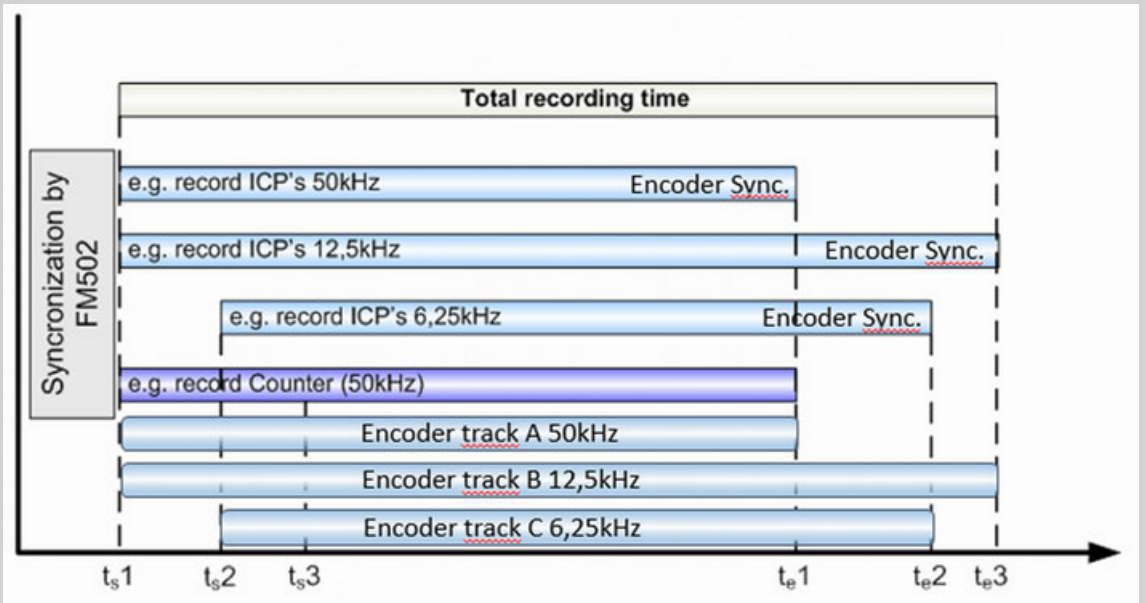 Total recording time
Syncronization by
FM502
e.g. record ICP's 50kHz Encoder Sync.
e.g. record ICP's 12,5kHz Encoder Sync.
e.g. record ICP's 6,25kHz Encoder Sync.
e.g. record Counter (50kHz)
Encoder track A 50kHz
Encoder track B 12,5kHz
Encoder track C 6,25kHz
ts1 ts2 ts3 te1 te2 te3